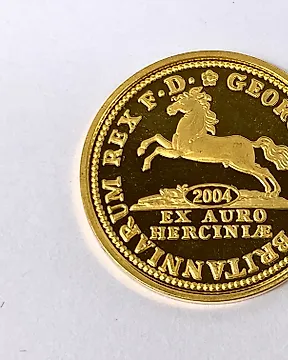 BRITANNIARUM REX F. D. GEOR
2004
EX AURO
HERCINIÆ